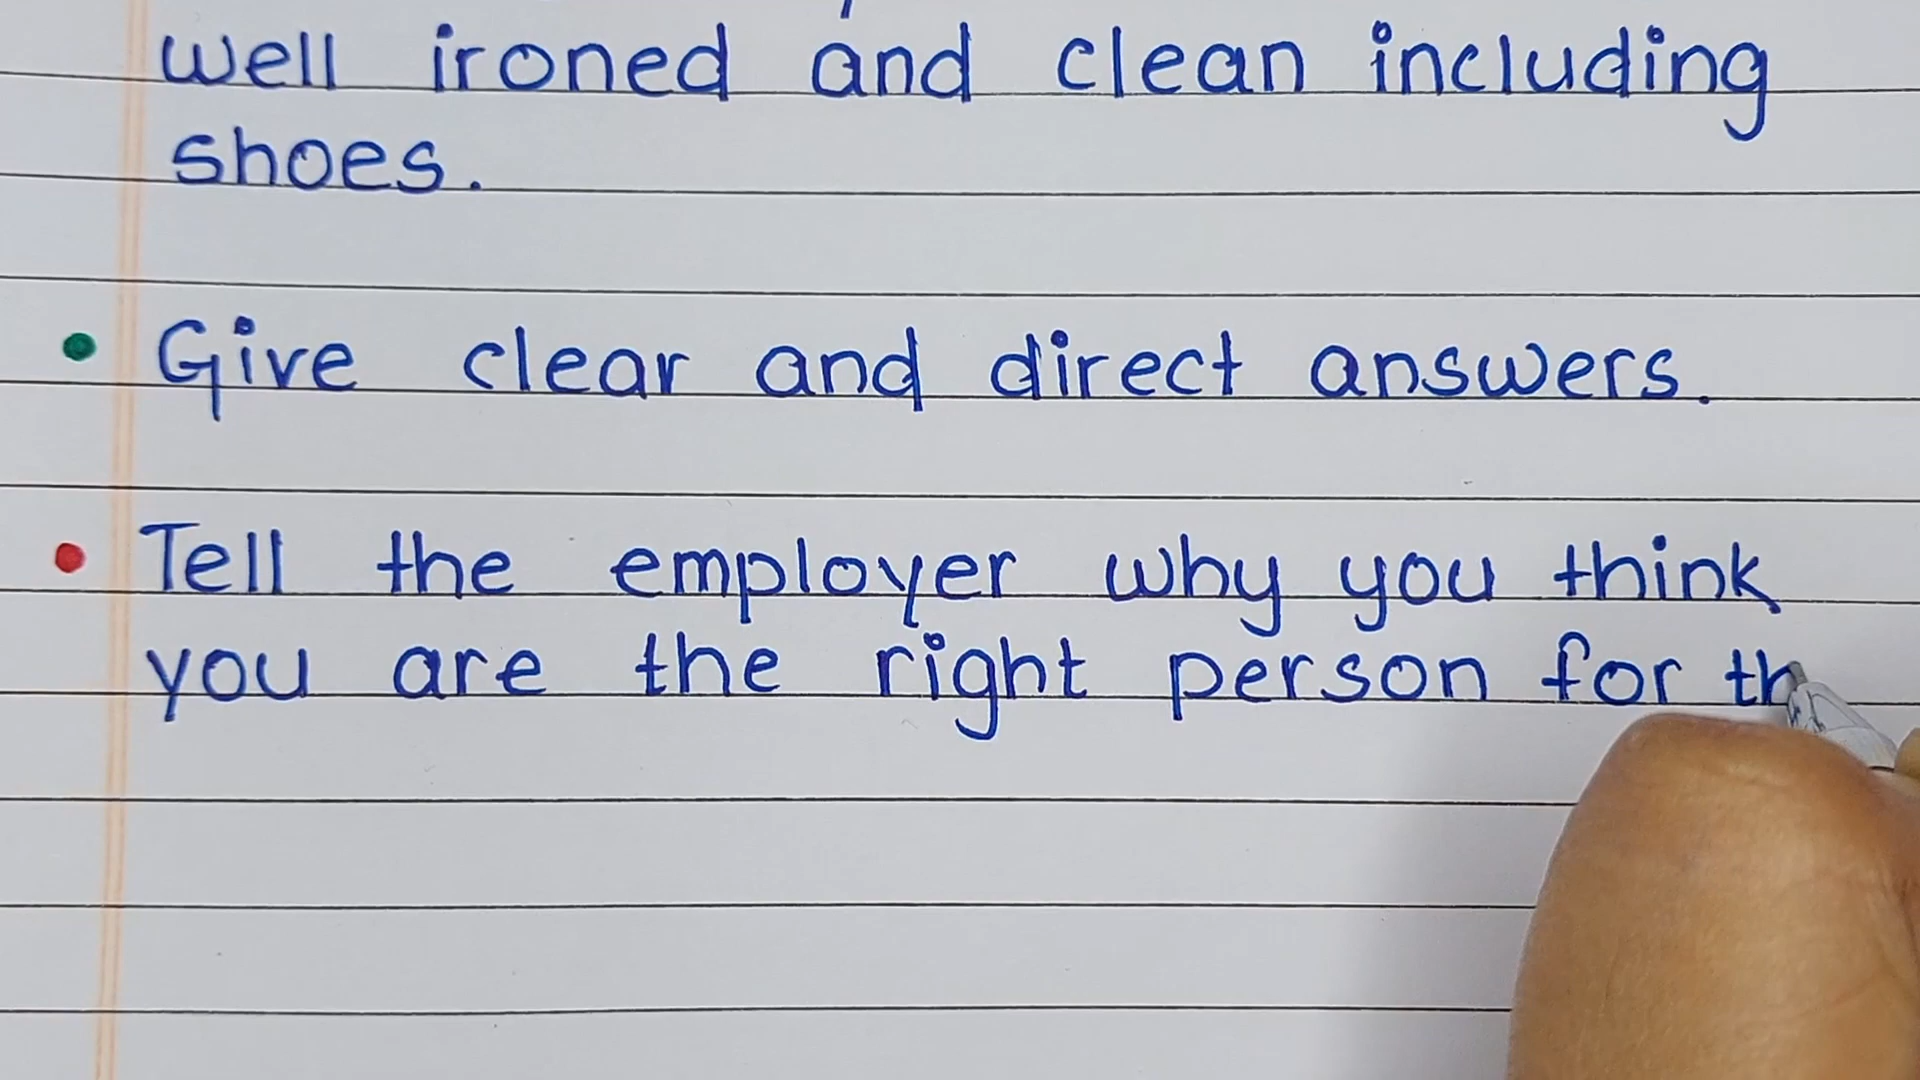 well ironed and clean including
shoes.
• Give clear and direct answers.
• Tell the employer why you think
you are the right person for th